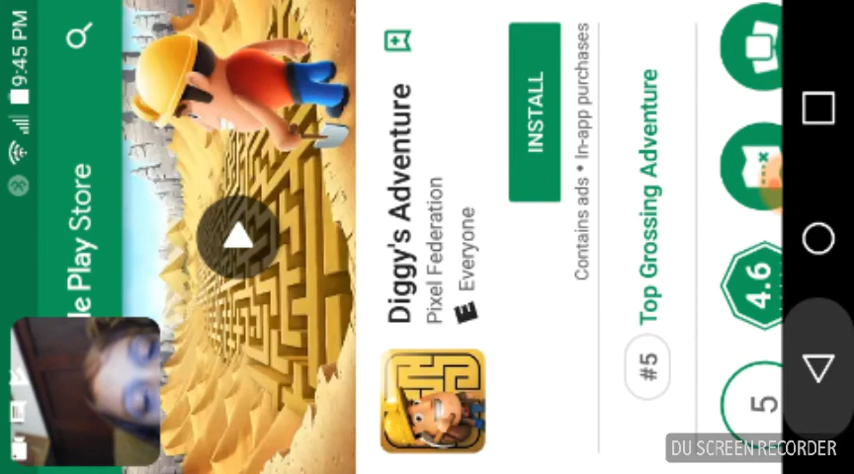 9:45 PM
le Play Store
Diggy's Adventure
Pixel Federation
E Everyone
INSTALL
Contains ads • In-app purchases
#5 Top Grossing Adventure
5
4.6
DU SCREEN RECORDER